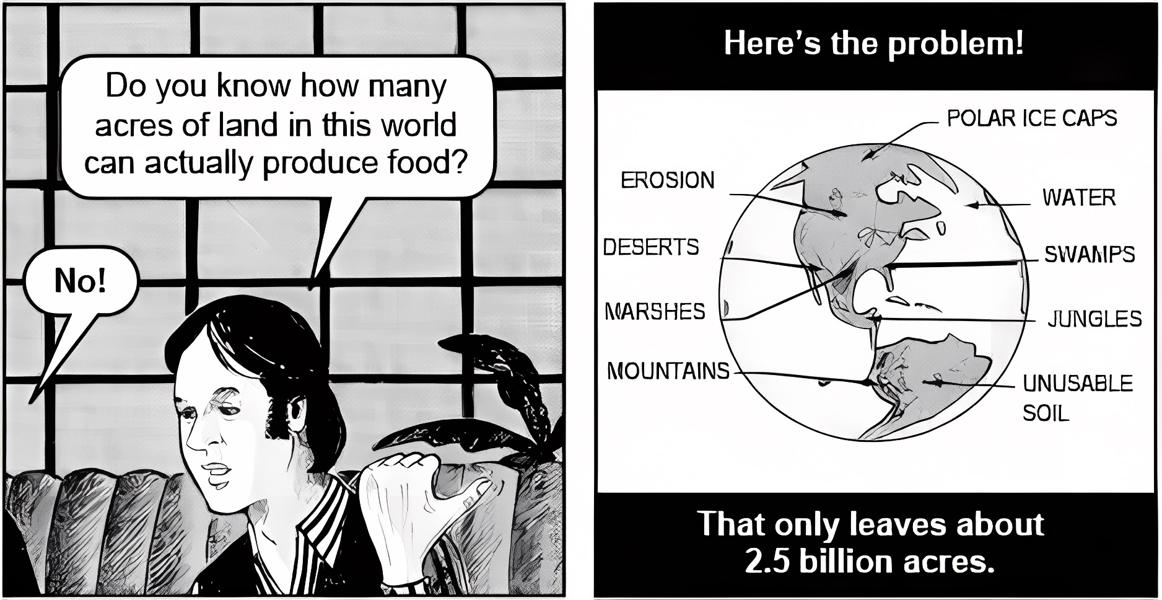 Do you know how many
acres of land in this world
can actually produce food?
No!
Here's the problem!
POLAR ICE CAPS
EROSION
WATER
DESERTS
SWAMPS
MARSHES
JUNGLES
MOUNTAINS
UNUSABLE
SOIL
That only leaves about
2.5 billion acres.